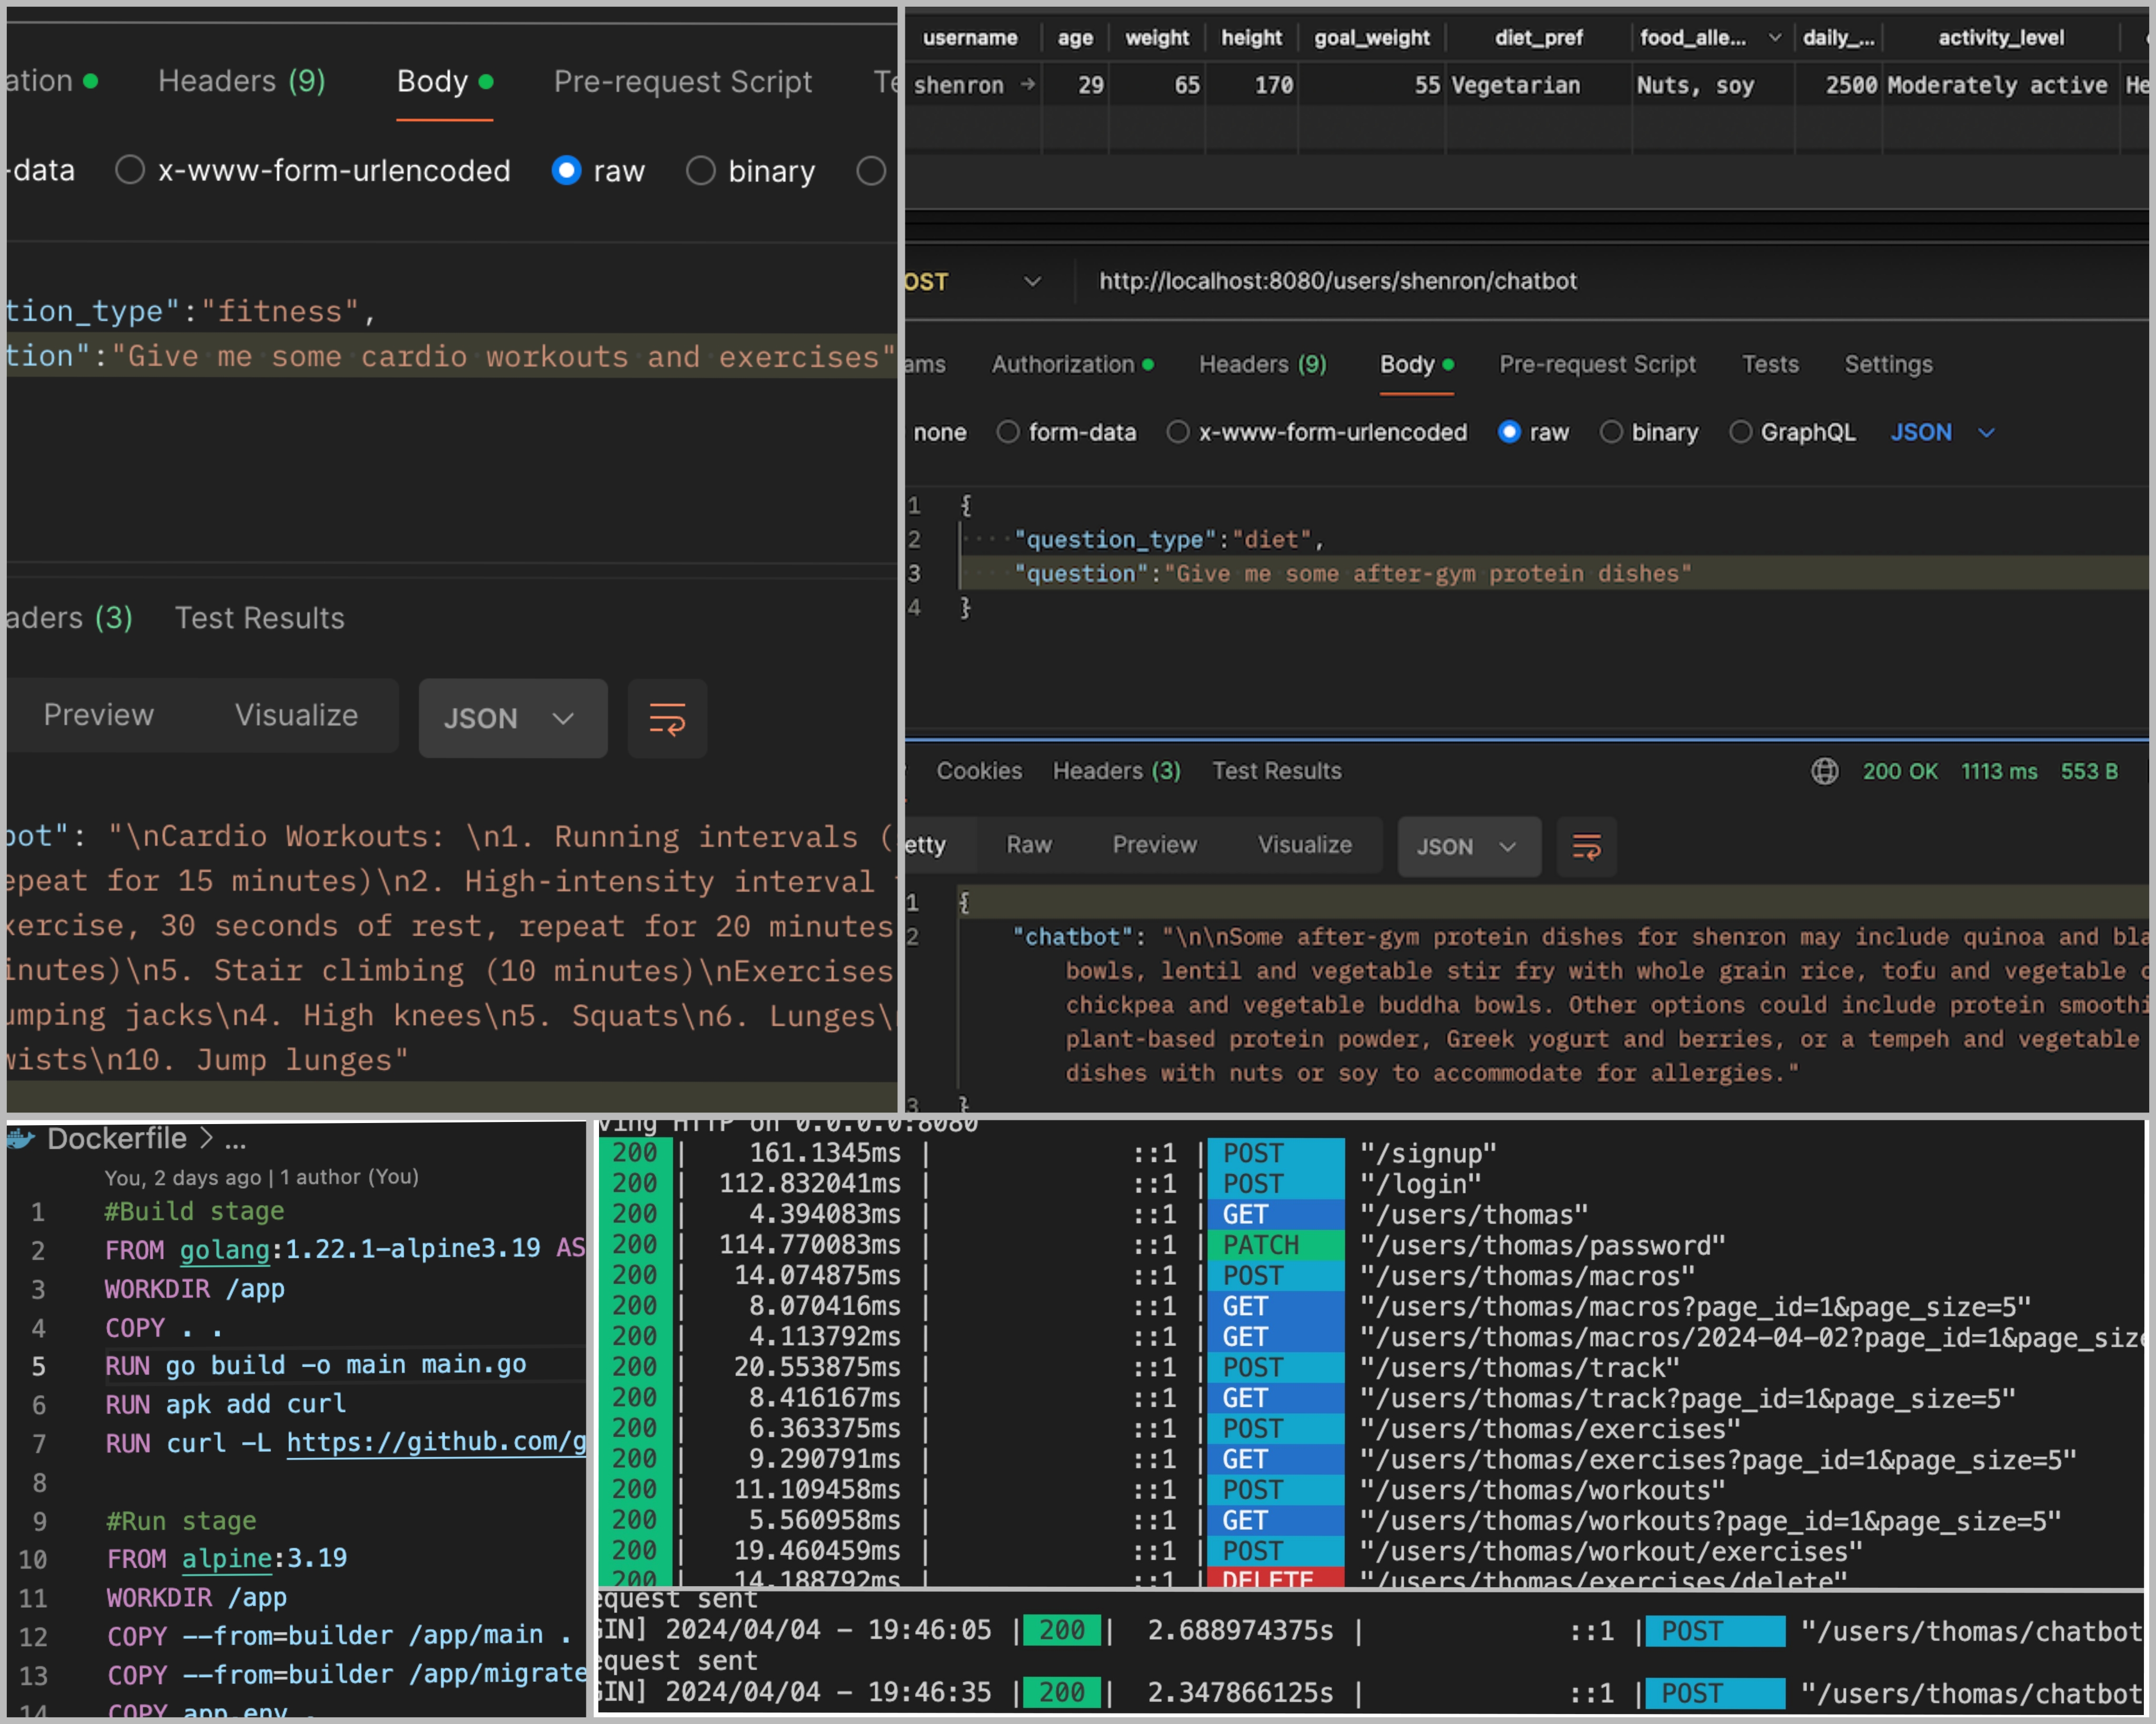 ation Headers (9) Body Pre-request Script Te
-data x-www-form-urlencoded raw binary
tion_type":"fitness",
tion":"Give me some cardio workouts and exercises"
aders (3) Test Results
Preview Visualize JSON
bot": "\nCardio Workouts: \n1. Running intervals (
epeat for 15 minutes)\n2. High-intensity interval
xercise, 30 seconds of rest, repeat for 20 minutes
inutes)\n5. Stair climbing (10 minutes)\nExercises
umping jacks\n4. High knees\n5. Squats\n6. Lunges\
wists\n10. Jump lunges"
username age weight height goal_weight diet_pref food_alle... daily_... activity_level
shenron → 29 65 170 55 Vegetarian Nuts, soy 2500 Moderately active He
OST http://localhost:8080/users/shenron/chatbot
ams Authorization Headers (9) Body Pre-request Script Tests Settings
none form-data x-www-form-urlencoded raw binary GraphQL JSON
1 {
2 "question_type":"diet",
3 "question":"Give me some after-gym protein dishes"
4 }
Cookies Headers (3) Test Results 200 OK 1113 ms 553 B
etty Raw Preview Visualize JSON
1 {
2 "chatbot": "\n\nSome after-gym protein dishes for shenron may include quinoa and bla
bowls, lentil and vegetable stir fry with whole grain rice, tofu and vegetable c
chickpea and vegetable buddha bowls. Other options could include protein smoothi
plant-based protein powder, Greek yogurt and berries, or a tempeh and vegetable
dishes with nuts or soy to accommodate for allergies."
3 }
Dockerfile > ...
You, 2 days ago | 1 author (You)
1 #Build stage
2 FROM golang:1.22.1-alpine3.19 AS
3 WORKDIR /app
4 COPY . .
5 RUN go build -o main main.go
6 RUN apk add curl
7 RUN curl -L https://github.com/g
8
9 #Run stage
10 FROM alpine:3.19
11 WORKDIR /app
12 COPY --from=builder /app/main .
13 COPY --from=builder /app/migrate
14 COPY app.env .
ving HTTP on 0.0.0.0:8080
200 | 161.1345ms | ::1 | POST "/signup"
200 | 112.832041ms | ::1 | POST "/login"
200 | 4.394083ms | ::1 | GET "/users/thomas"
200 | 114.770083ms | ::1 | PATCH "/users/thomas/password"
200 | 14.074875ms | ::1 | POST "/users/thomas/macros"
200 | 8.070416ms | ::1 | GET "/users/thomas/macros?page_id=1&page_size=5"
200 | 4.113792ms | ::1 | GET "/users/thomas/macros/2024-04-02?page_id=1&page_size
200 | 20.553875ms | ::1 | POST "/users/thomas/track"
200 | 8.416167ms | ::1 | GET "/users/thomas/track?page_id=1&page_size=5"
200 | 6.363375ms | ::1 | POST "/users/thomas/exercises"
200 | 9.290791ms | ::1 | GET "/users/thomas/exercises?page_id=1&page_size=5"
200 | 11.109458ms | ::1 | POST "/users/thomas/workouts"
200 | 5.560958ms | ::1 | GET "/users/thomas/workouts?page_id=1&page_size=5"
200 | 19.460459ms | ::1 | POST "/users/thomas/workout/exercises"
200 | 14.188792ms | ::1 | DELETE "/users/thomas/exercises/delete"
equest sent
GIN] 2024/04/04 - 19:46:05 | 200 | 2.688974375s | ::1 | POST "/users/thomas/chatbot
equest sent
GIN] 2024/04/04 - 19:46:35 | 200 | 2.347866125s | ::1 | POST "/users/thomas/chatbot